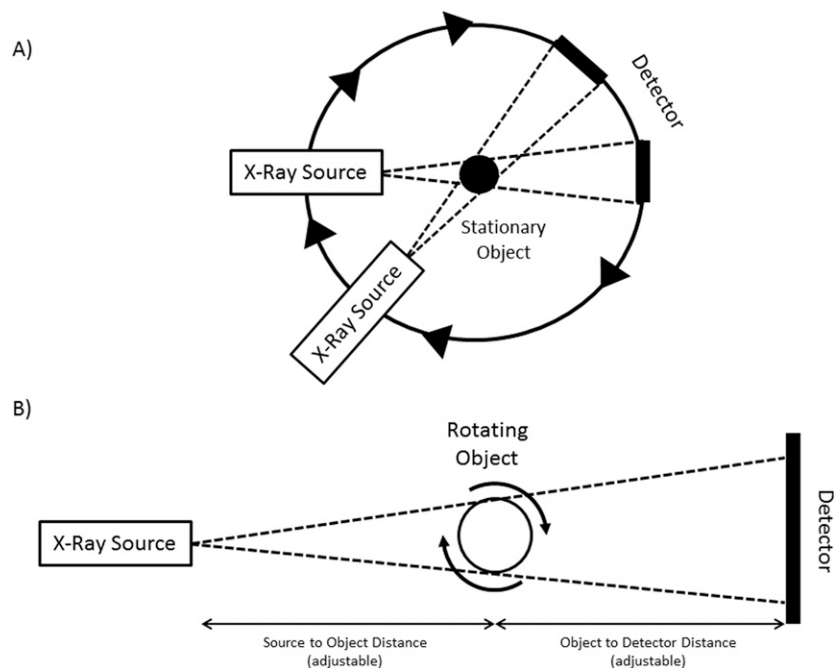 A)
Detector
X-Ray Source
Stationary
Object
X-Ray Source
B)
Rotating
Object
X-Ray Source
Detector
Source to Object Distance
(adjustable)
Object to Detector Distance
(adjustable)